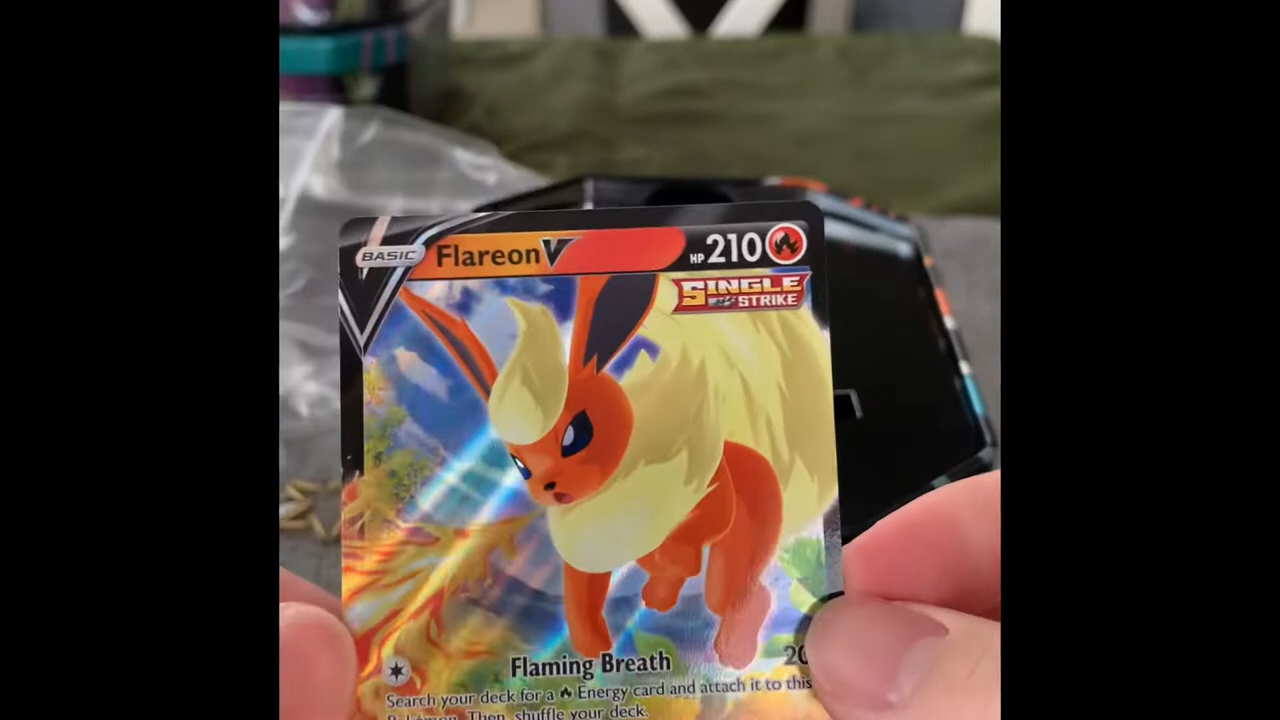 BASIC Flareon V HP 210
SINGLE
STRIKE
Flaming Breath 20
Search your deck for a Energy card and attach it to this
Pokémon. Then, shuffle your deck.